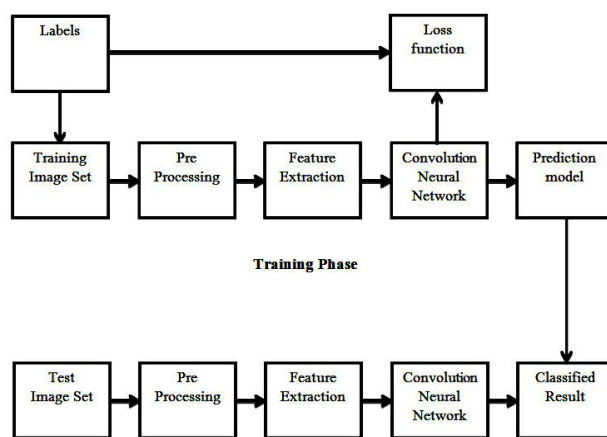 Labels
Loss
function
Training
Image Set
Pre
Processing
Feature
Extraction
Convolution
Neural
Network
Prediction
model
Training Phase
Test
Image Set
Pre
Processing
Feature
Extraction
Convolution
Neural
Network
Classified
Result